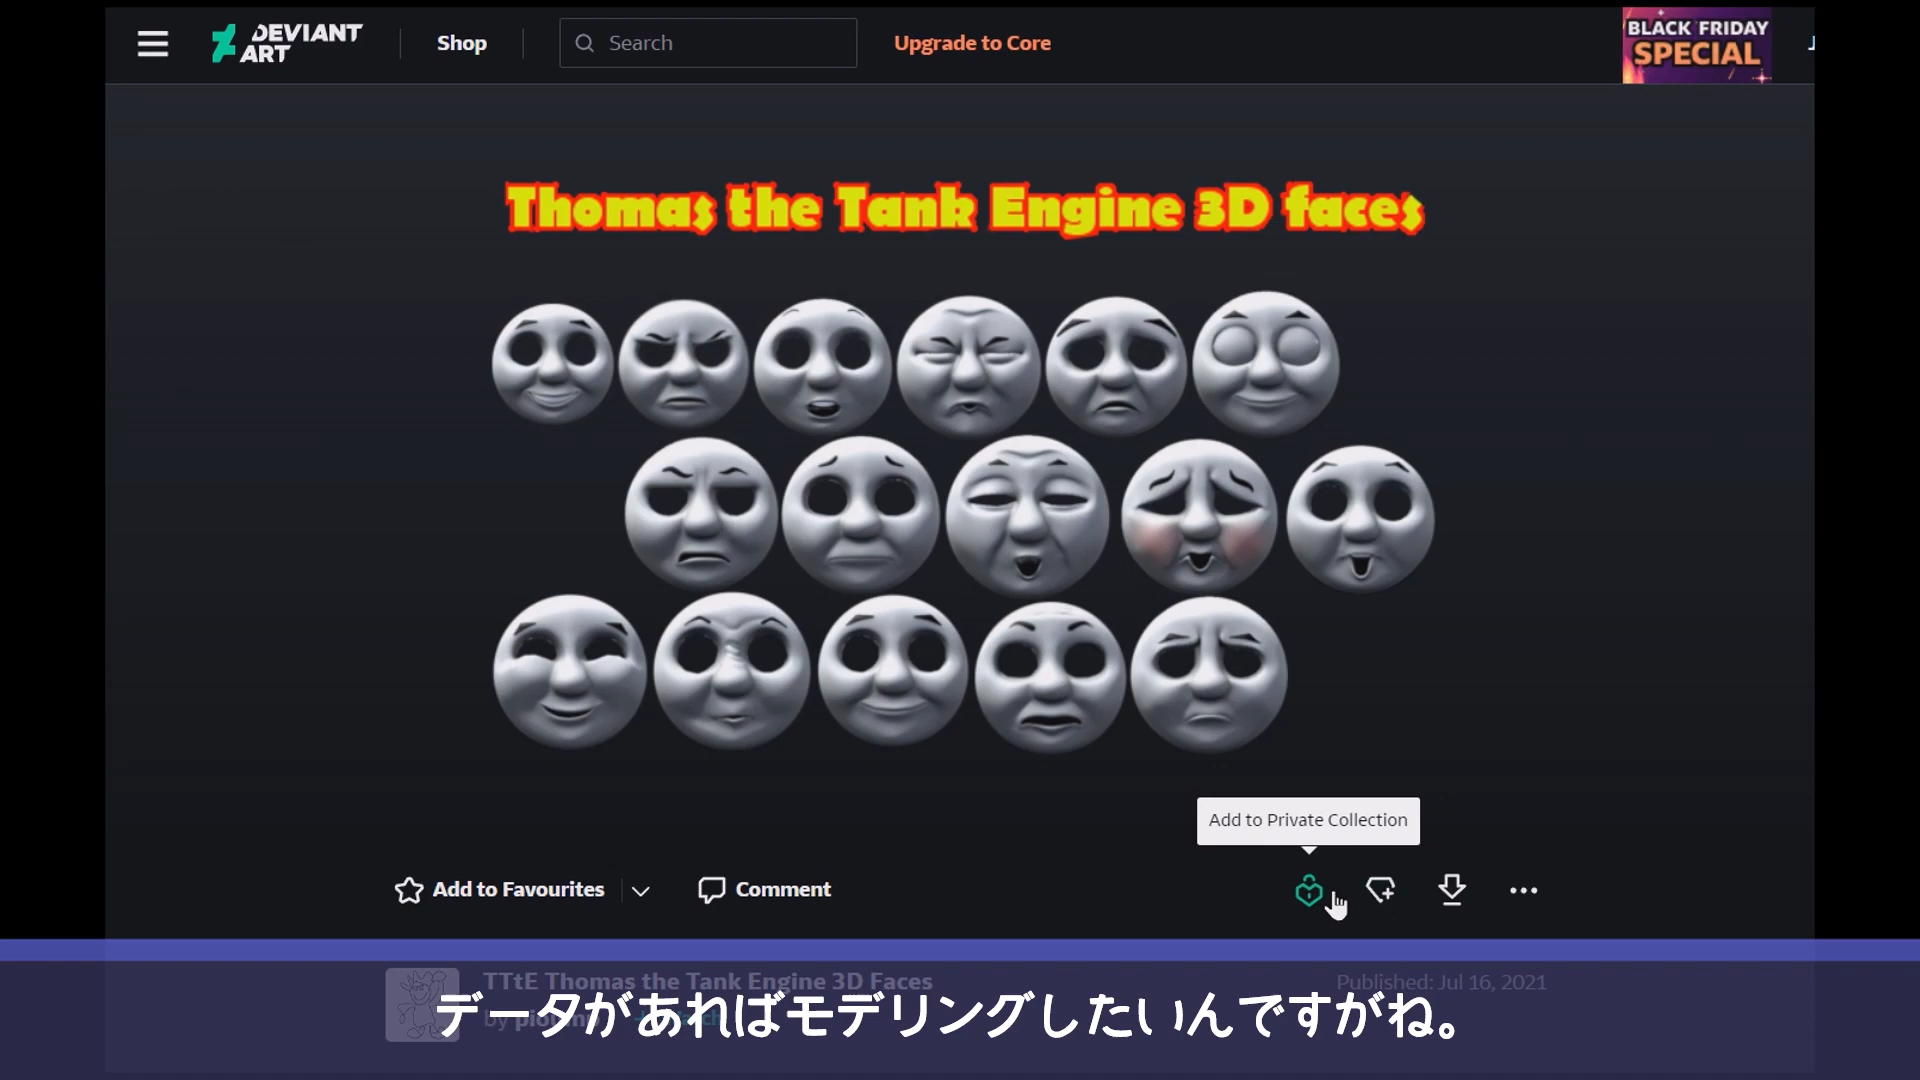 DEVIANT
ART
Shop
Search
Upgrade to Core
BLACK FRIDAY
SPECIAL
Thomas the Tank Engine 3D faces
Add to Private Collection
Add to Favourites
Comment
TTtE Thomas the Tank Engine 3D Faces
Published: Jul 16, 2021
by
データがあればモデリングしたいんですがね。